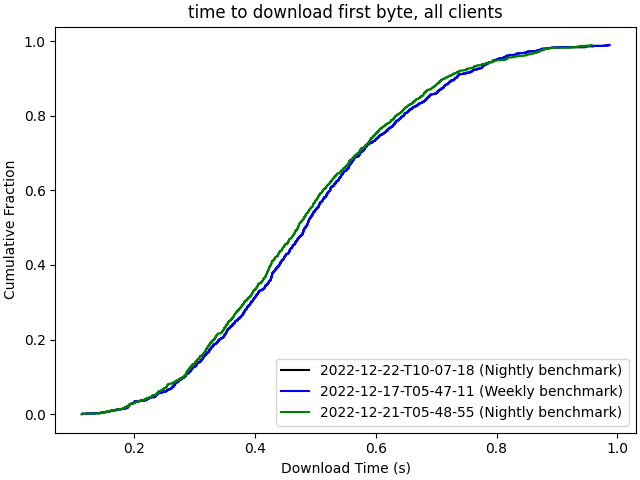 time to download first byte, all clients
1.0
0.8
0.6
0.4
0.2
0.0
Cumulative Fraction
2022-12-22-T10-07-18 (Nightly benchmark)
2022-12-17-T05-47-11 (Weekly benchmark)
2022-12-21-T05-48-55 (Nightly benchmark)
0.2 0.4 0.6 0.8 1.0
Download Time (s)